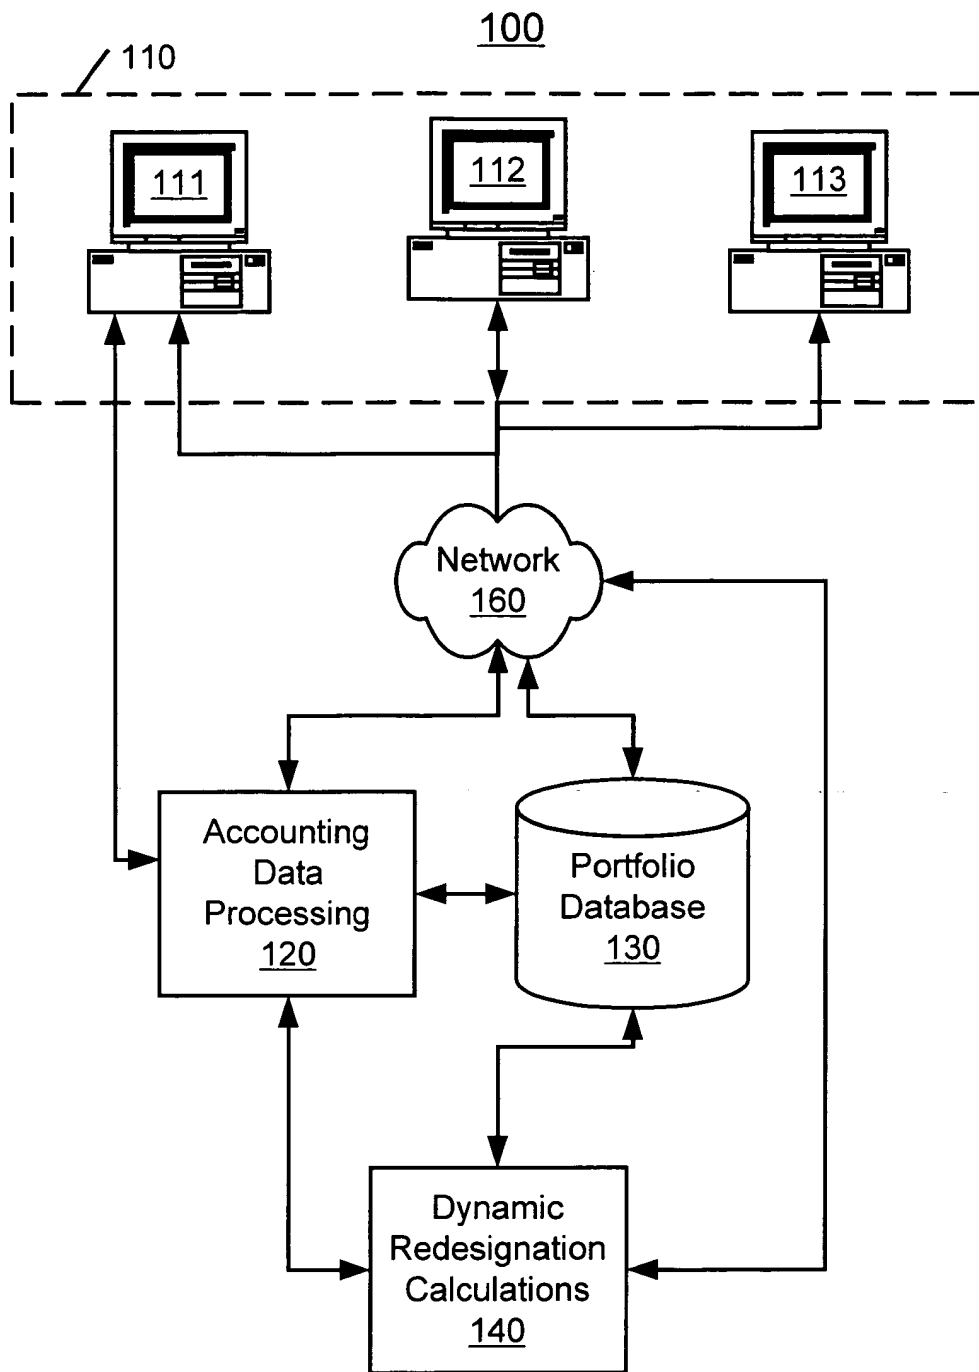 100
110
111
112
113
Network
160
Accounting
Data
Processing
120
Portfolio
Database
130
Dynamic
Redesignation
Calculations
140